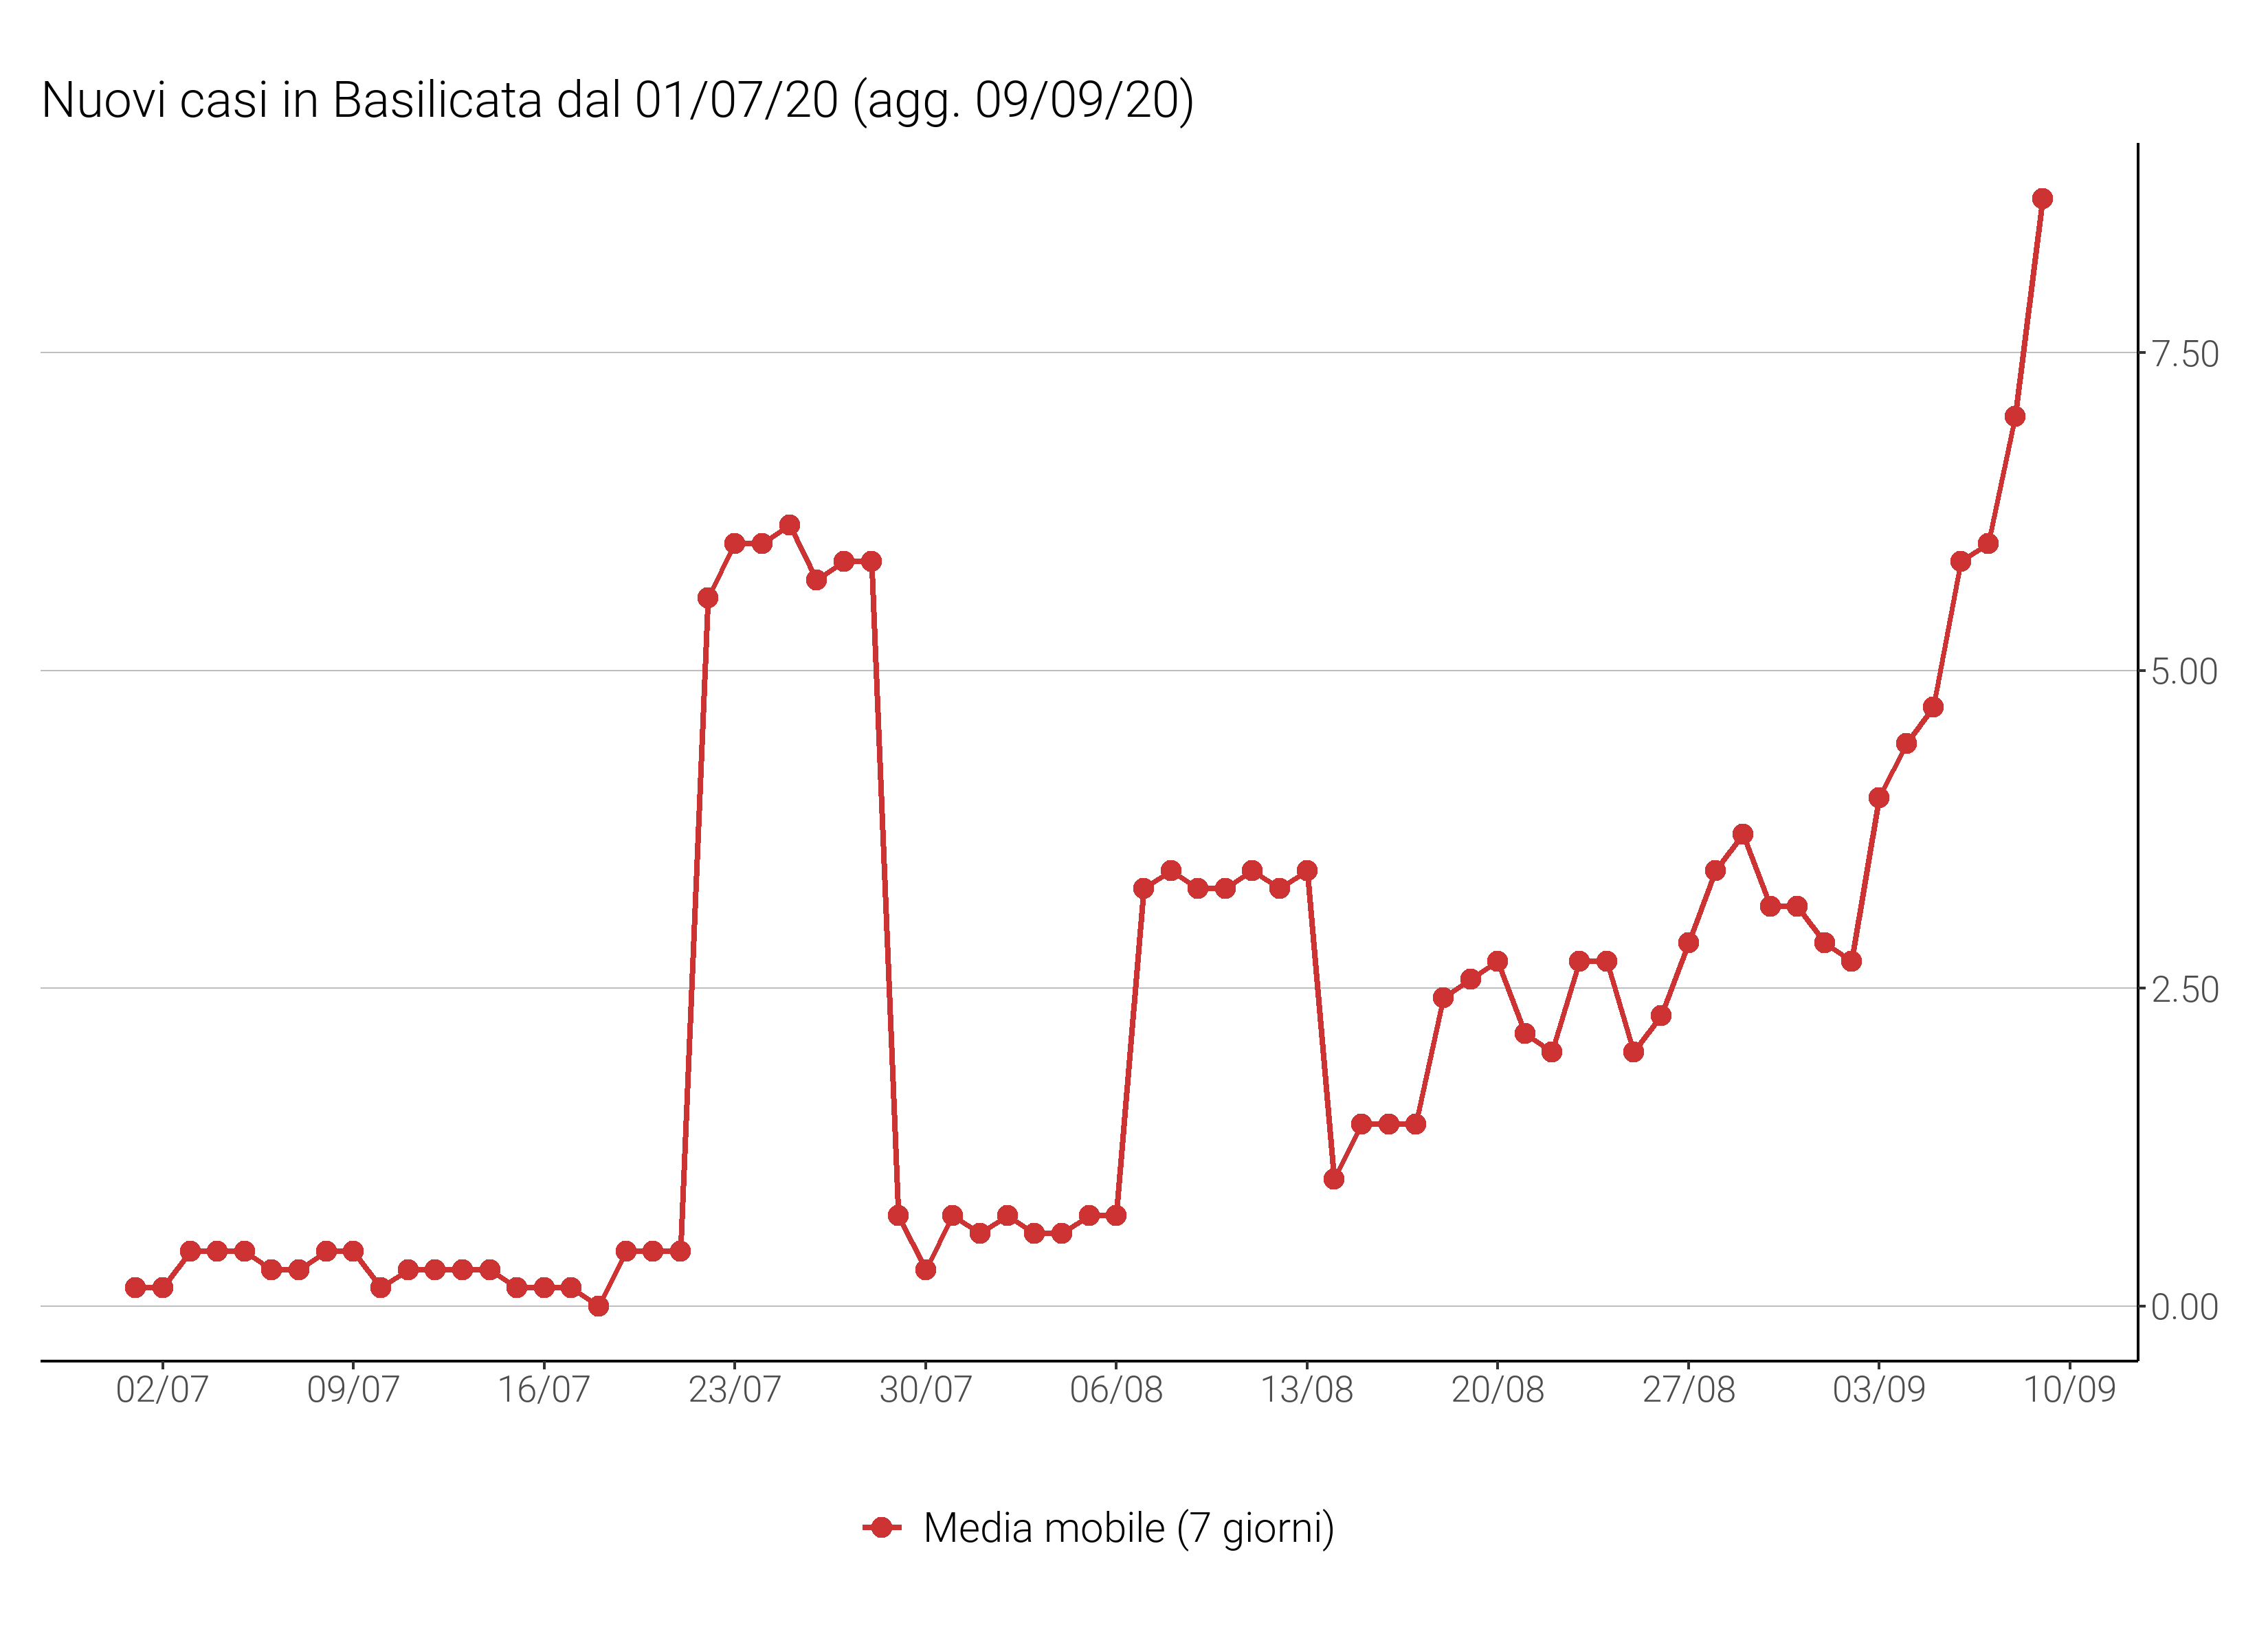 Nuovi casi in Basilicata dal 01/07/20 (agg. 09/09/20)
7.50
5.00
2.50
0.00
02/07 09/07 16/07 23/07 30/07 06/08 13/08 20/08 27/08 03/09 10/09
Media mobile (7 giorni)